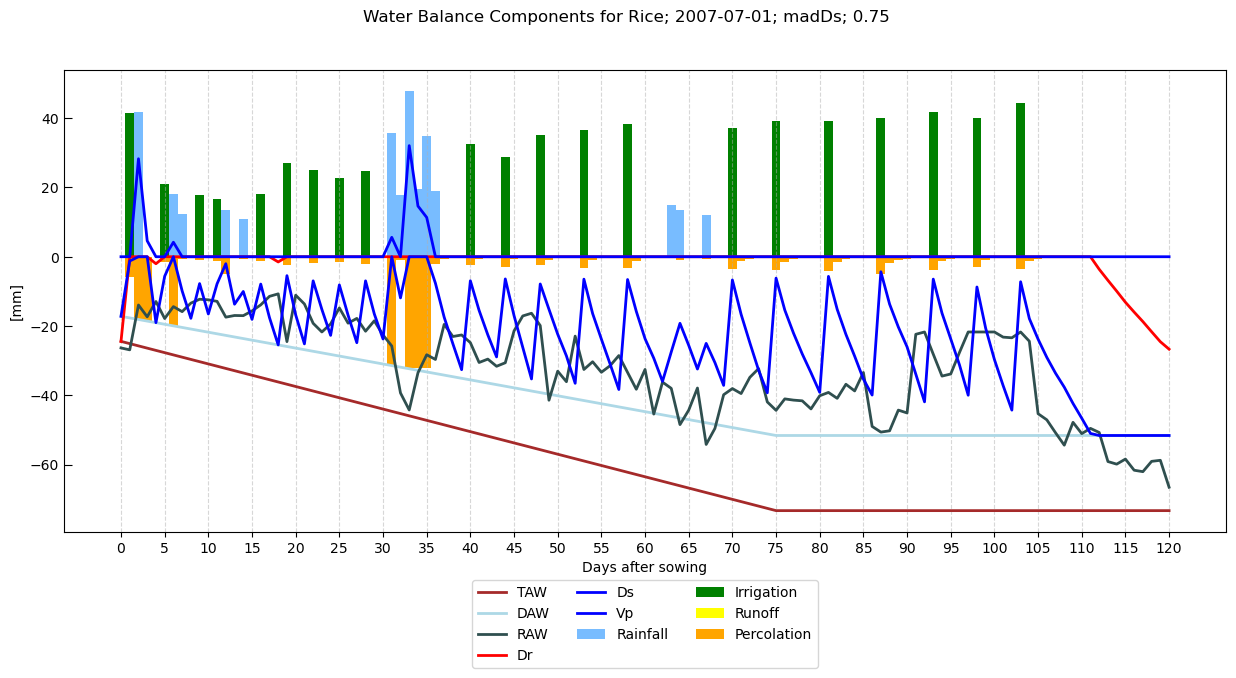 Water Balance Components for Rice; 2007-07-01; madDs; 0.75
40
20
0
−20
−40
−60
[mm]
0 5 10 15 20 25 30 35 40 45 50 55 60 65 70 75 80 85 90 95 100 105 110 115 120
Days after sowing
TAW
DAW
RAW
Dr
Ds
Vp
Rainfall
Irrigation
Runoff
Percolation